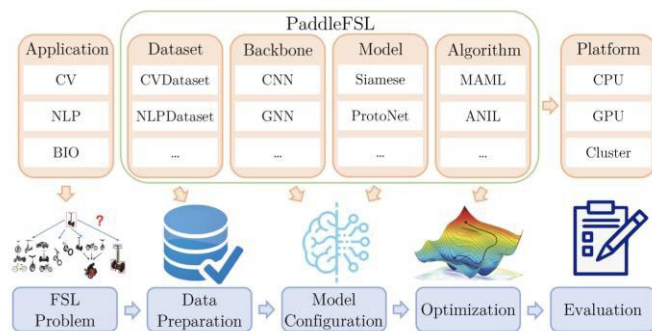 PaddleFSL
Application
CV
NLP
BIO
Dataset
CVDataset
NLPDataset
...
Backbone
CNN
GNN
...
Model
Siamese
ProtoNet
...
Algorithm
MAML
ANIL
...
Platform
CPU
GPU
Cluster
?
FSL
Problem
Data
Preparation
Model
Configuration
Optimization
Evaluation